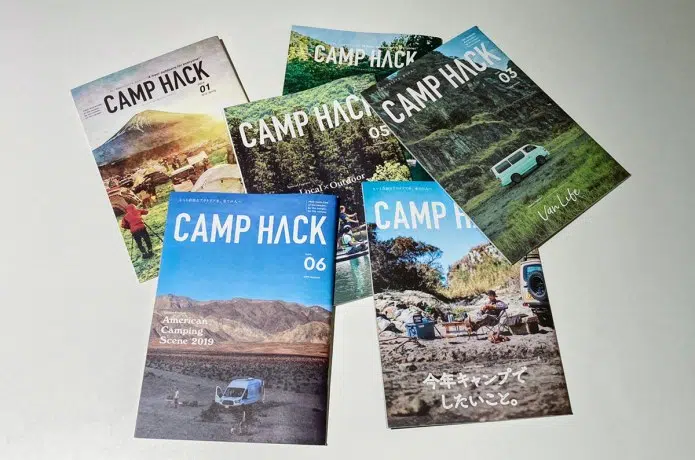 CAMP HACK
01
CAMP HACK
CAMP HACK
03
Van Life
CAMP HACK
05
Local×Outdoor
CAMP HACK
06
American
Camping
Scene 2019
CAMP HA
今年キャンプで
したいこと。